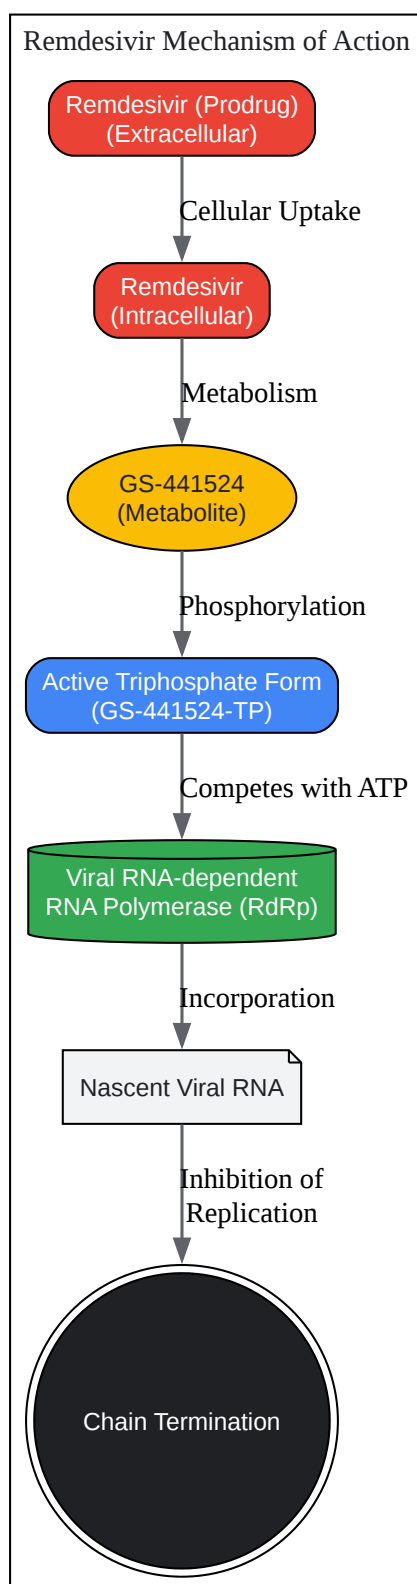 Remdesivir Mechanism of Action
Remdesivir (Prodrug)
(Extracellular)
Cellular Uptake
Remdesivir
(Intracellular)
Metabolism
GS-441524
(Metabolite)
Phosphorylation
Active Triphosphate Form
(GS-441524-TP)
Competes with ATP
Viral RNA-dependent
RNA Polymerase (RdRp)
Incorporation
Nascent Viral RNA
Inhibition of
Replication
Chain Termination